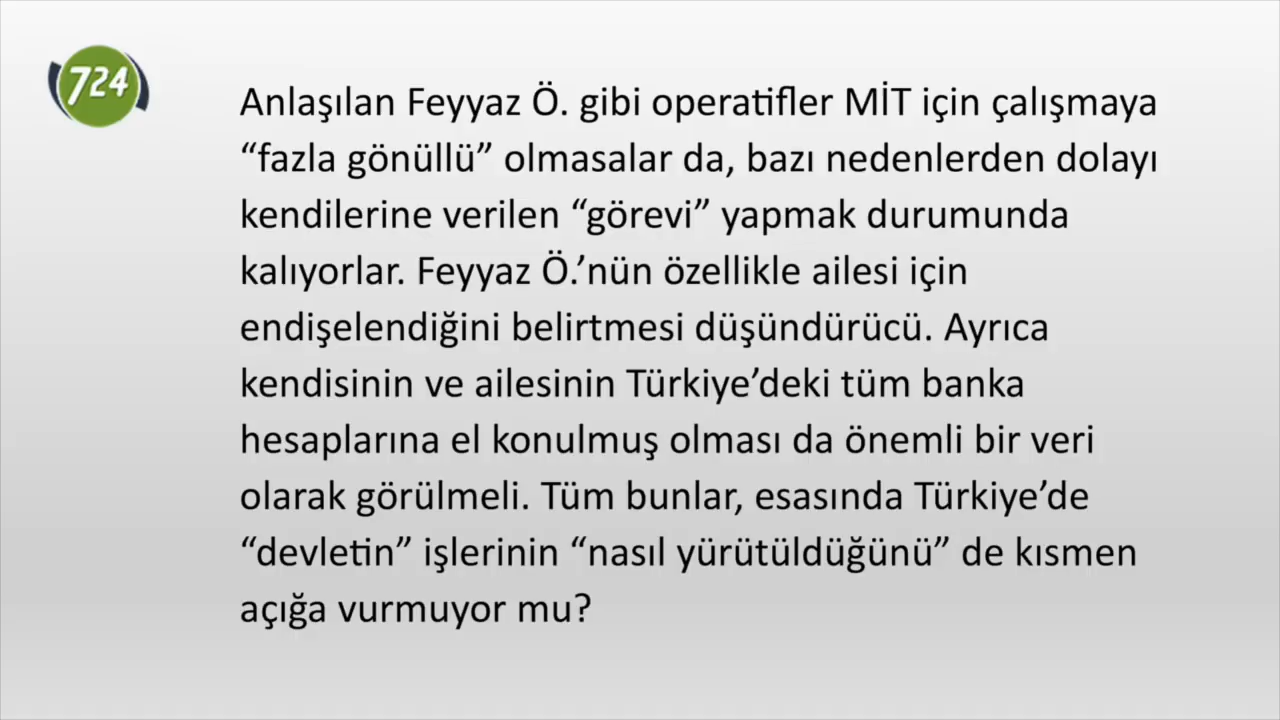 724
Anlaşılan Feyyaz Ö. gibi operatifler MİT için çalışmaya
“fazla gönüllü” olmasalar da, bazı nedenlerden dolayı
kendilerine verilen “görevi” yapmak durumunda
kalıyorlar. Feyyaz Ö.’nün özellikle ailesi için
endişelendiğini belirtmesi düşündürücü. Ayrıca
kendisinin ve ailesinin Türkiye’deki tüm banka
hesaplarına el konulmuş olması da önemli bir veri
olarak görülmeli. Tüm bunlar, esasında Türkiye’de
“devletin” işlerinin “nasıl yürütüldüğünü” de kısmen
açığa vurmuyor mu?